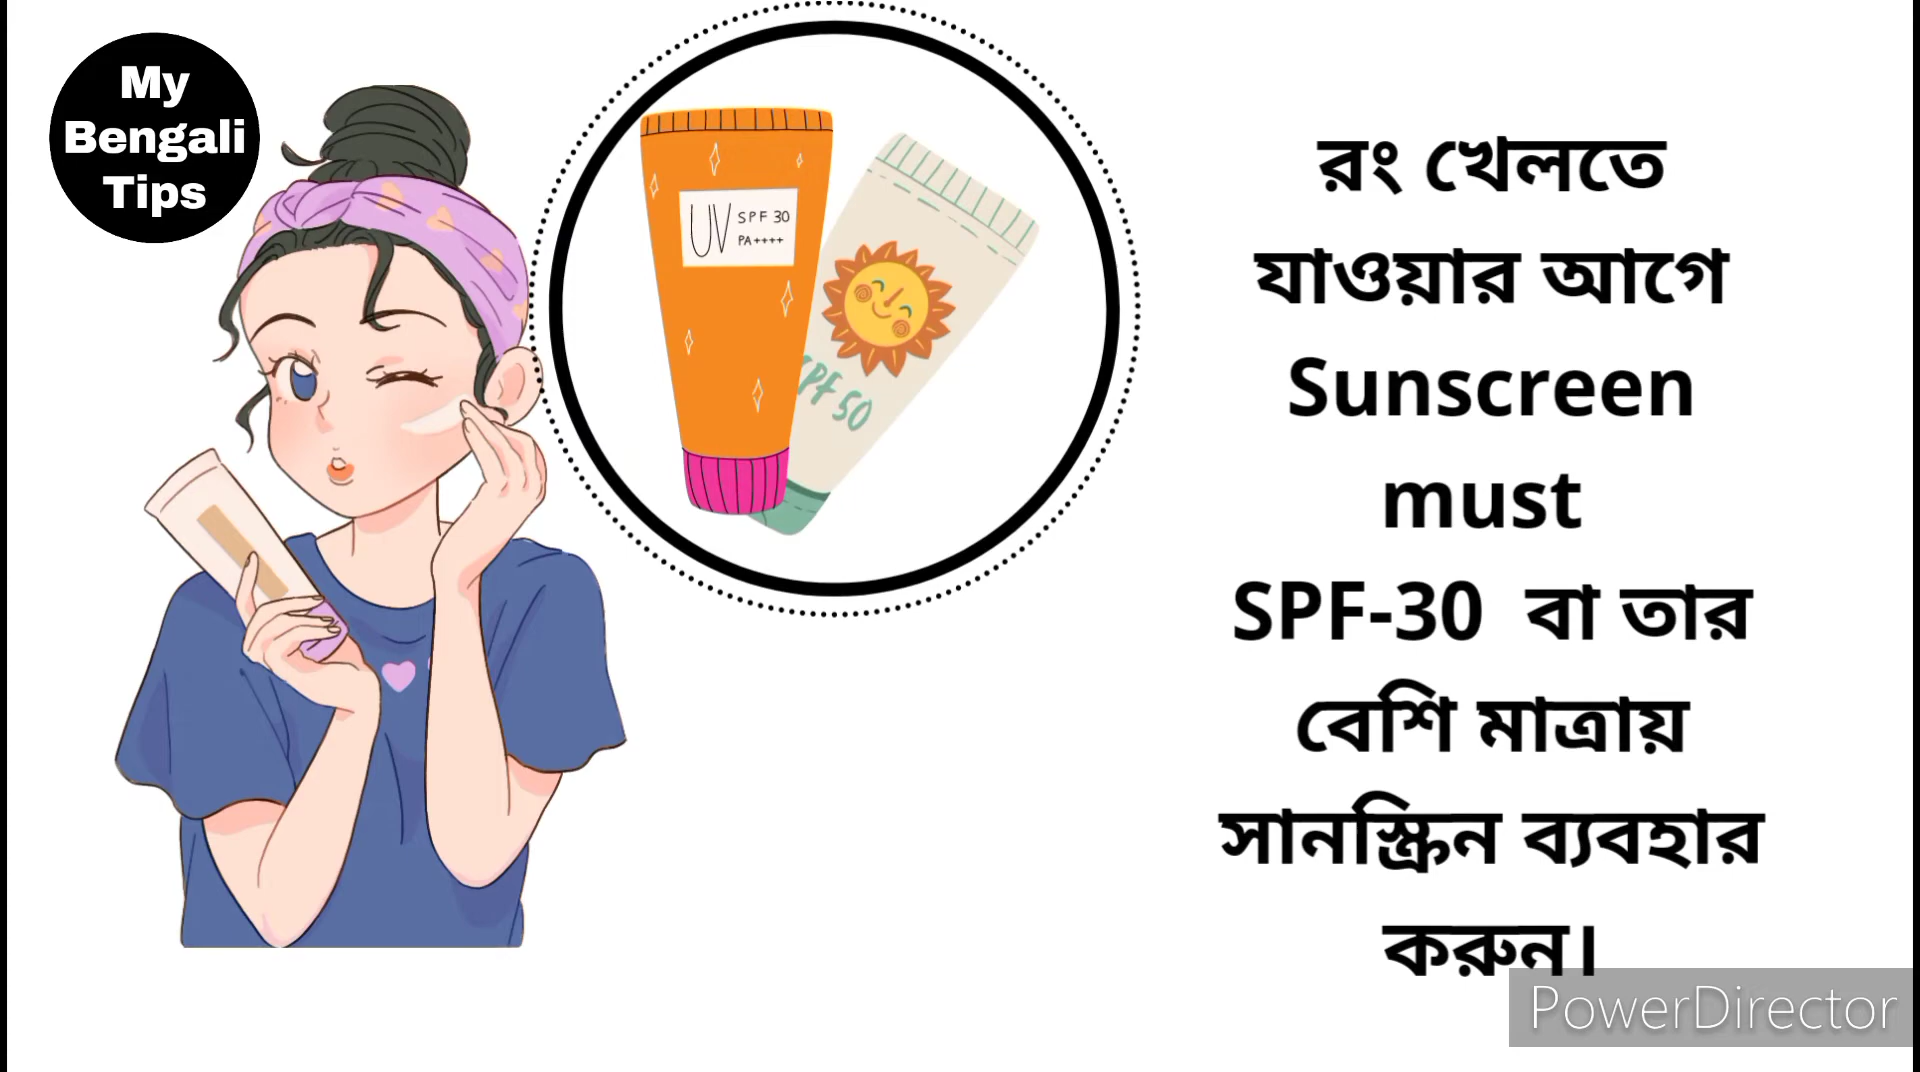 My
Bengali
Tips
UV SPF 30
PA++++
SPF 50
রং খেলতে
যাওয়ার আগে
Sunscreen
must
SPF-30 বা তার
বেশি মাত্রায়
সানস্ক্রিন ব্যবহার
করুন।
PowerDirector